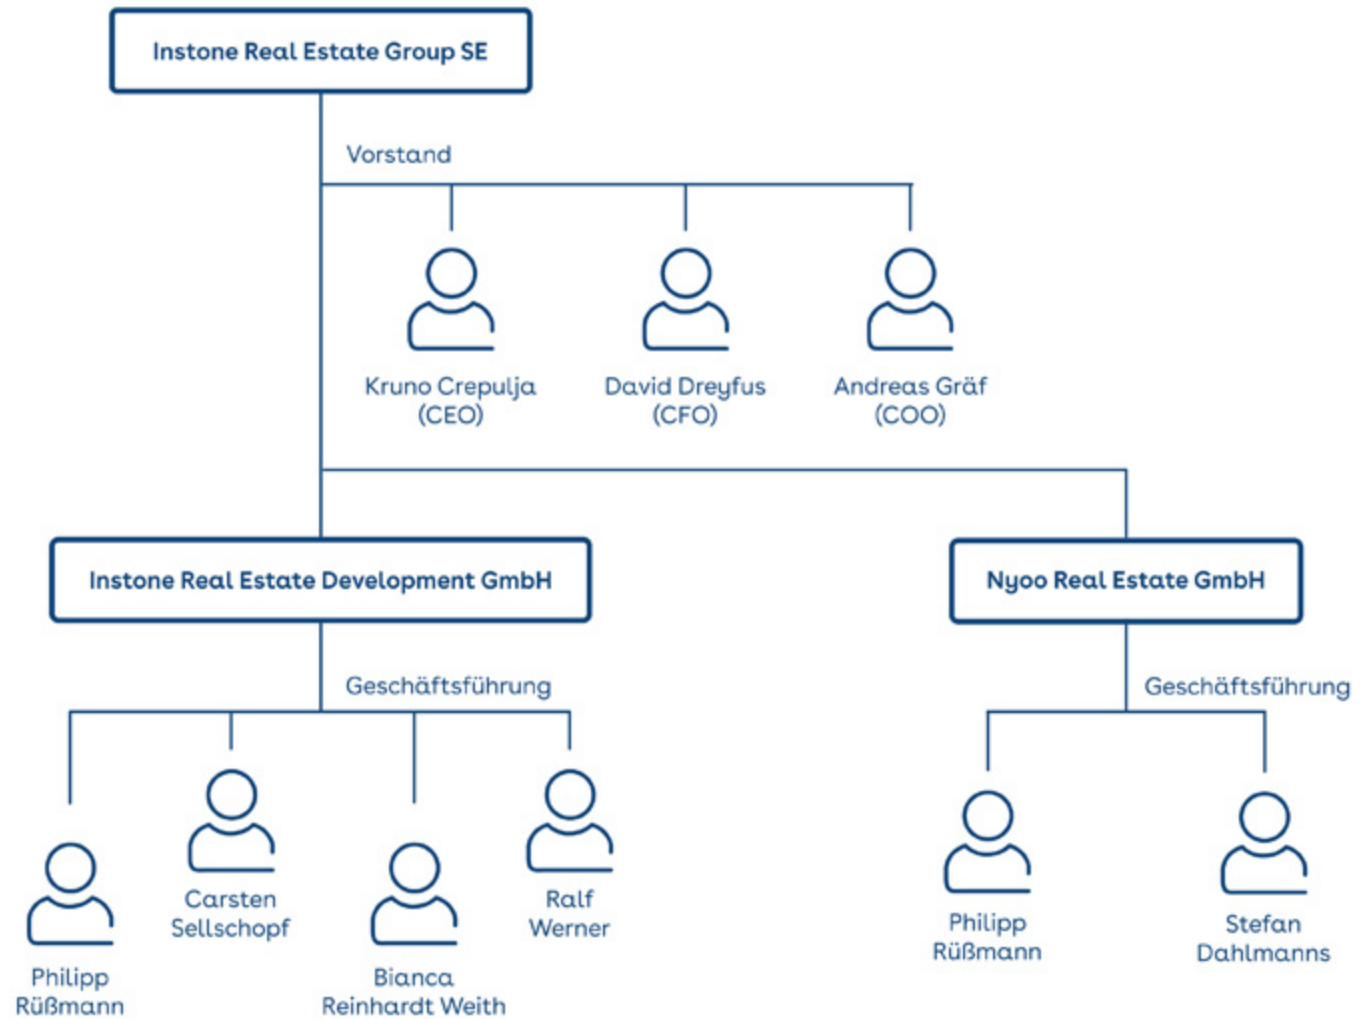 Instone Real Estate Group SE
Vorstand
Kruno Crepulja
(CEO)
David Dreyfus
(CFO)
Andreas Gräf
(COO)
Instone Real Estate Development GmbH
Nyoo Real Estate GmbH
Geschäftsführung
Geschäftsführung
Philipp
Rüßmann
Carsten
Sellschopf
Bianca
Reinhardt Weith
Ralf
Werner
Philipp
Rüßmann
Stefan
Dahlmanns